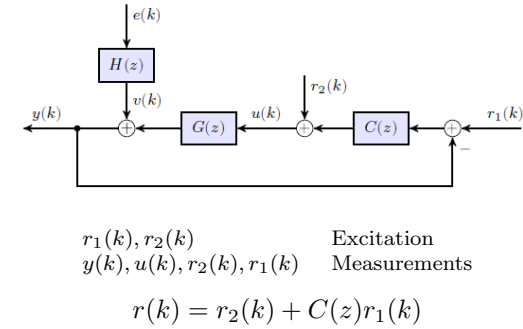 e(k)
H(z)
v(k)
r₂(k)
y(k)
G(z)
u(k)
C(z)
r₁(k)
−
r₁(k), r₂(k) Excitation
y(k), u(k), r₂(k), r₁(k) Measurements
r(k) = r₂(k) + C(z)r₁(k)